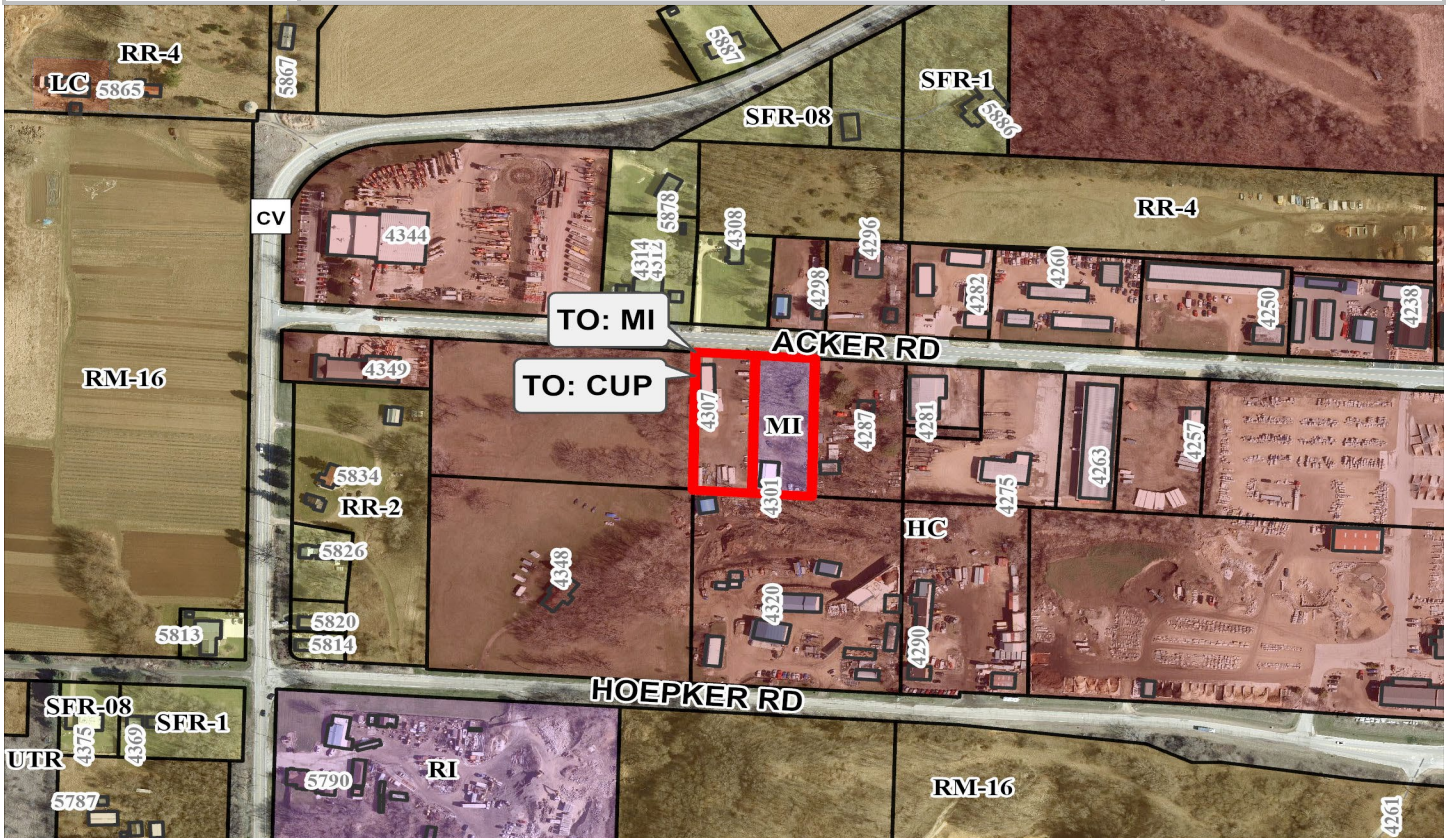 RR-4
LC
5865
5867
5887
SFR-1
5886
SFR-08
CV
4344
5878
4314
4312
4308
4298
4296
RR-4
4282
4260
4250
4238
TO: MI
ACKER RD
TO: CUP
RM-16
4349
4307
MI
4301
4287
4281
4275
4263
4257
5834
RR-2
5826
5820
5814
5813
4348
4320
HC
4290
HOEPKER RD
SFR-08
SFR-1
4375
4369
UTR
5787
5790
RI
RM-16
4261